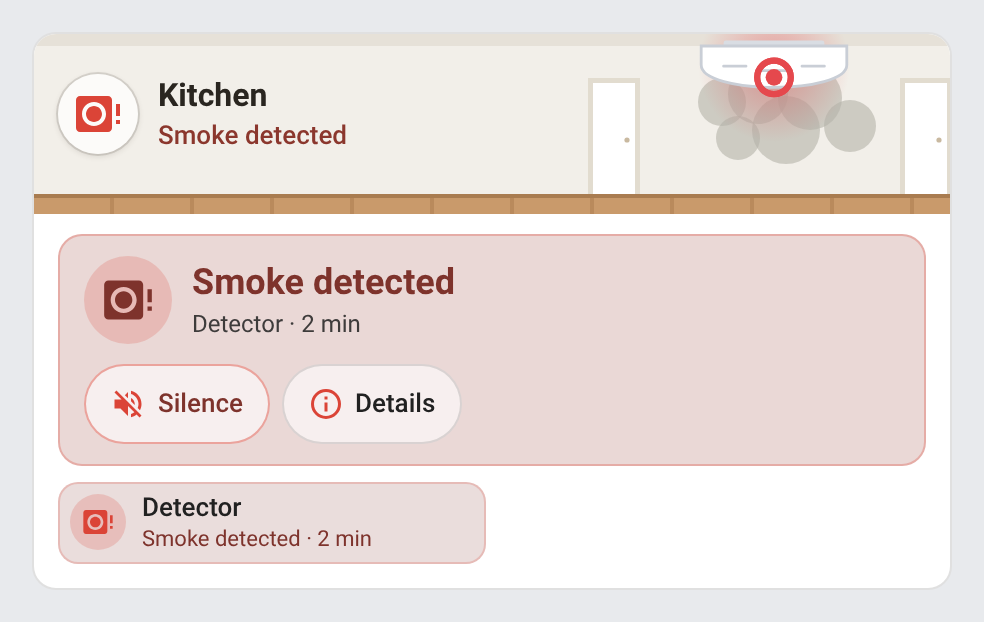 Kitchen
Smoke detected
Smoke detected
Detector · 2 min
Silence
Details
Detector
Smoke detected · 2 min